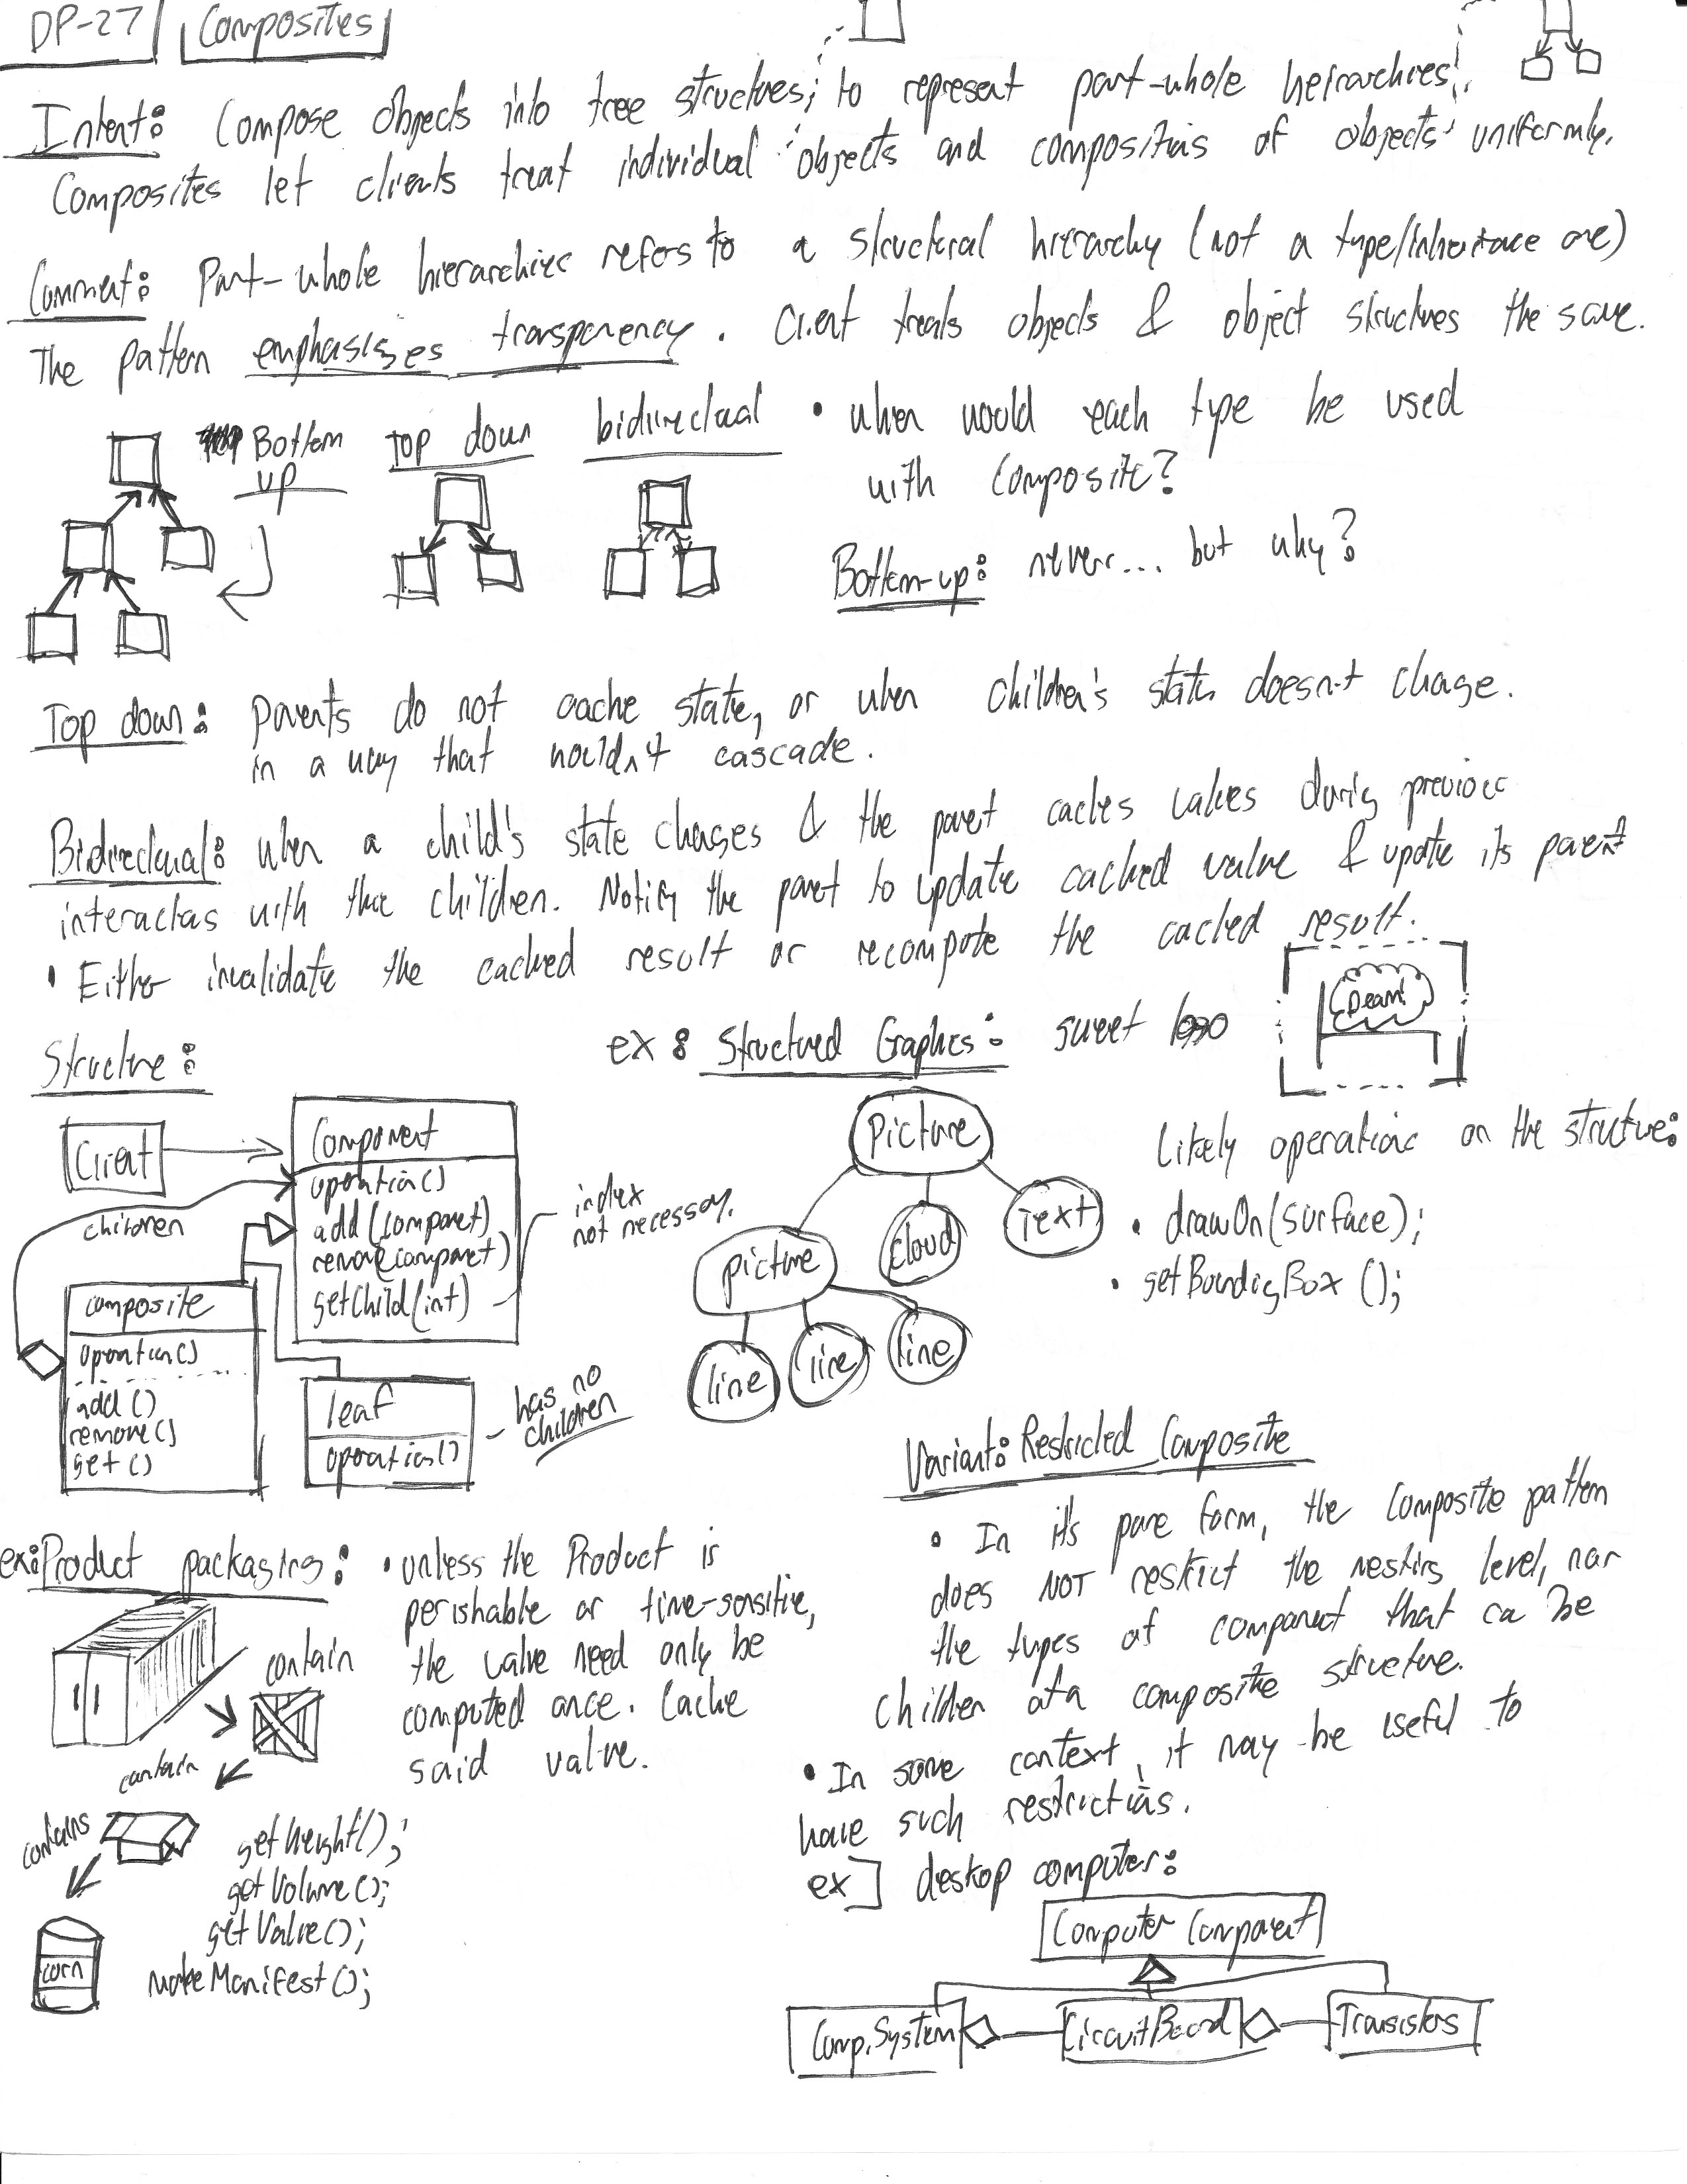 DP-27 Composites
Intent: Compose objects into tree structures; to represent part-whole heirarchies.
Composites let clients treat individual objects and compositions of objects uniformly.
Comment: Part-whole hierarchies refers to a structural hierarchy (not a type/inheritace one)
The pattern emphasises transparency. Client treats objects & object structures the same.
Bottom up
Top down
bidirectional
• when would each type be used
with Composite?
Bottom-up: never... but why?
Top down: parents do not cache state, or when children's state doesn't change.
in a way that wouldn't cascade.
Bidirectional: when a child's state changes & the parent caches values during previous
interactions with the children. Notify the parent to update cached value & update its parent
• Either invalidate the cached result or recompute the cached result.
Structure:
Client
Component
operation()
add(component)
remove(component)
getChild(int)
index
not necessary.
children
composite
operation()
add()
remove()
get()
leaf
operation()
has no
children
ex: Structured Graphics: sweet logo
Dean!
Picture
picture
cloud
Text
line
line
line
Likely operations on the structure:
• drawOn(surface);
• getBoundingBox();
ex: Product packaging:
• unless the Product is
perishable or time-sensitive,
the value need only be
computed once. Cache
said value.
contain
contain
contains
corn
getHeight();
getVolume();
getValue();
makeManifest();
Variant: Restricted Composite
• In it's pure form, the Composite pattern
does NOT restrict the nesting level, nor
the types of component that can be
children of a composite structure.
• In some context, it may be useful to
have such restrictions.
ex] deskop computer:
Computer Component
Comp.System
CircuitBoard
Transistors